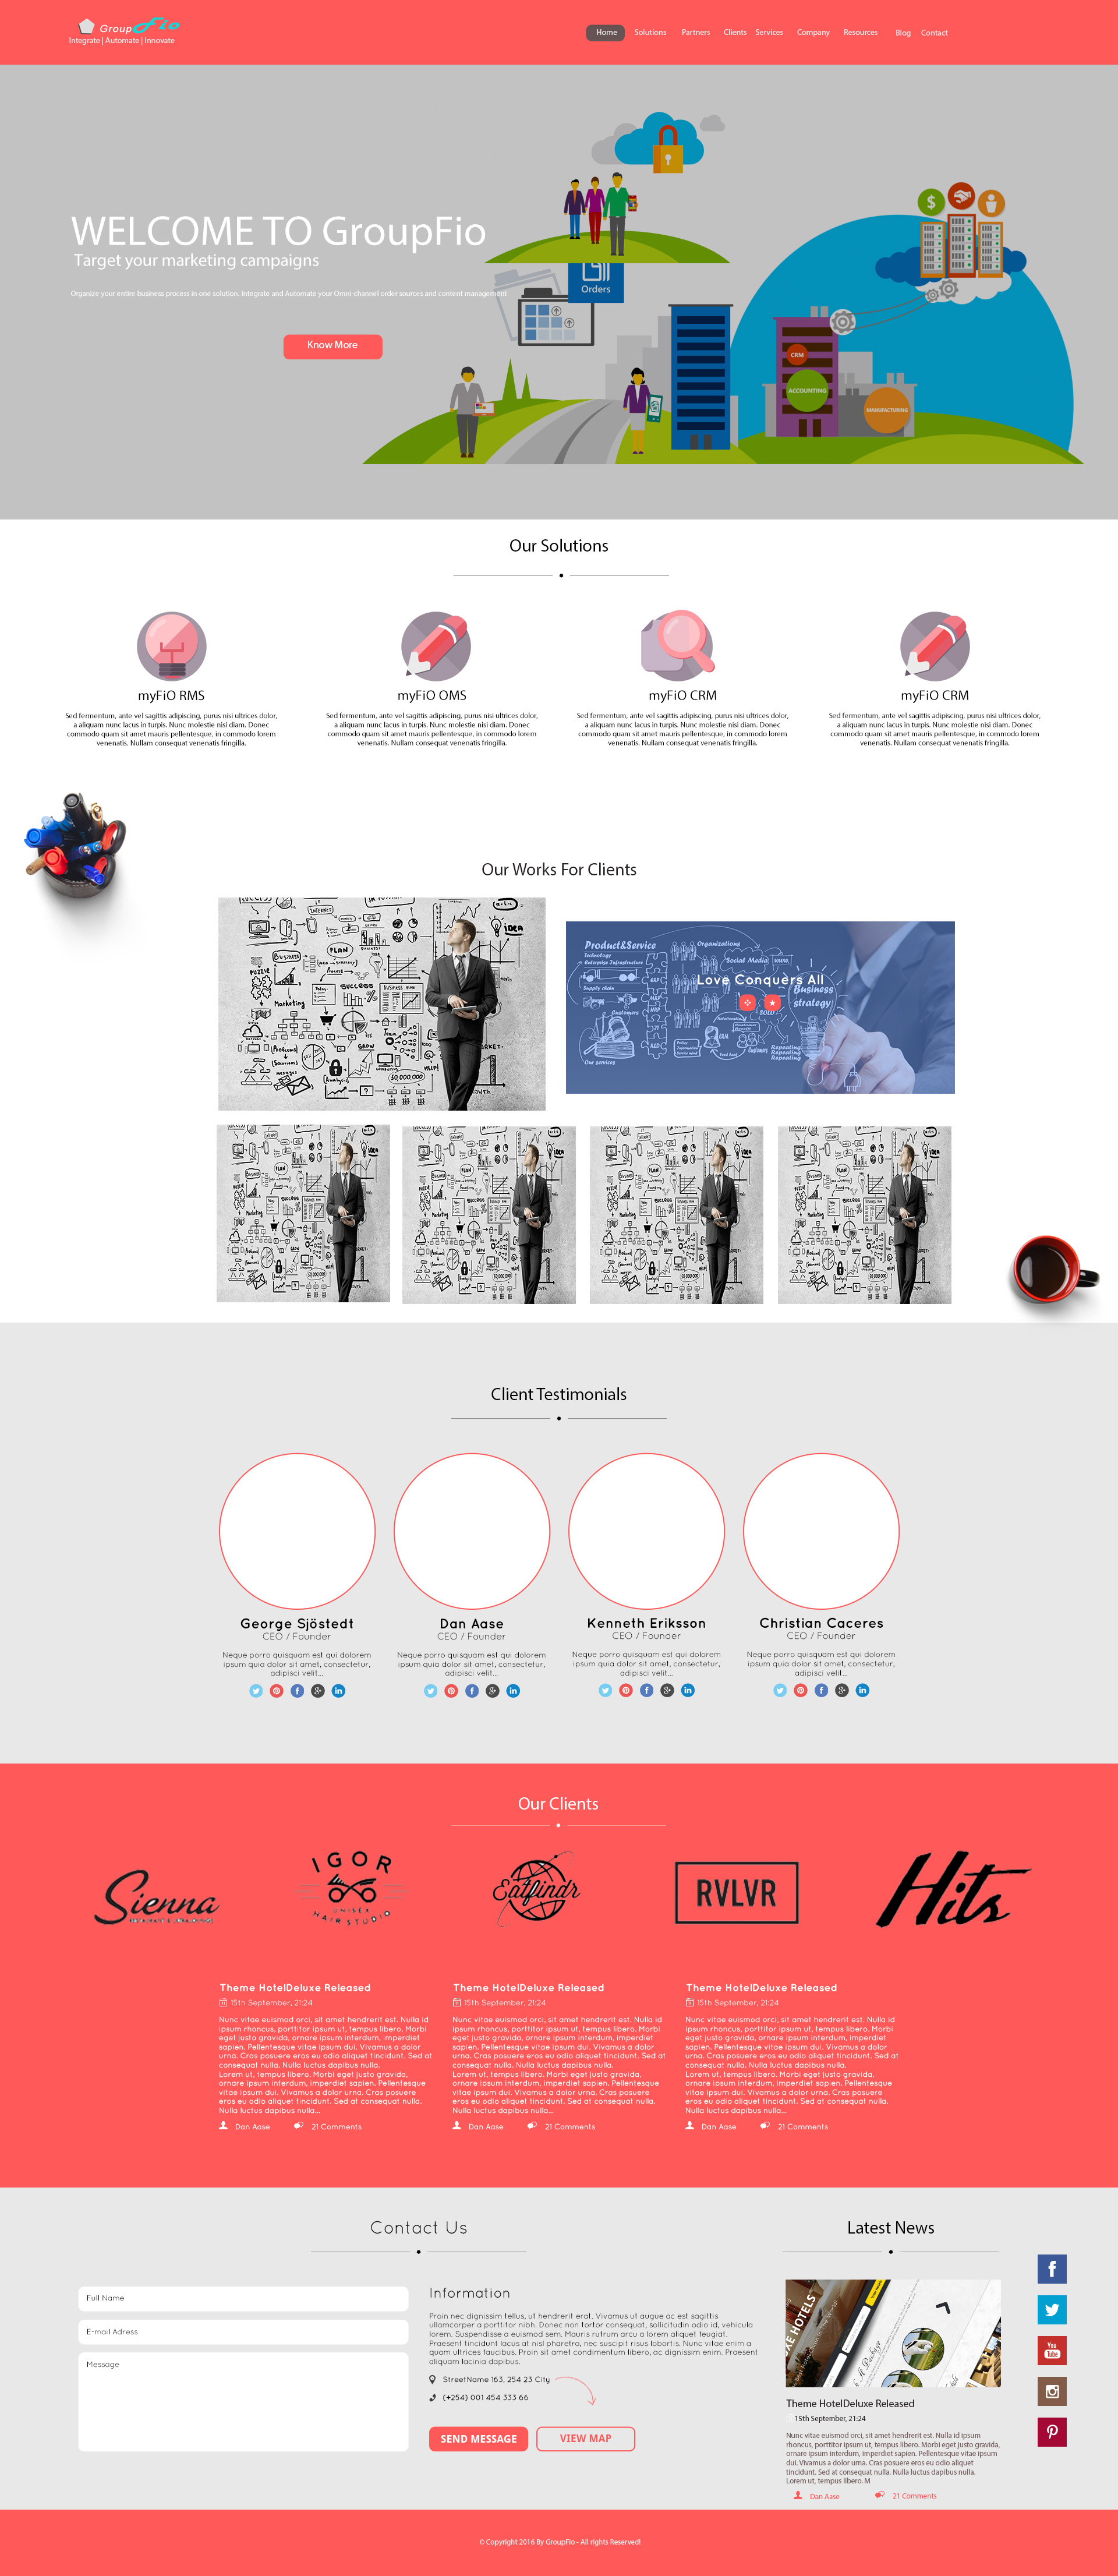 Group Fio
Integrate | Automate | Innovate
Home Solutions Partners Clients Services Company Resources Blog Contact
WELCOME TO GroupFio
Target your marketing campaigns
Organize your entire business process in one solution. Integrate and Automate your Omni-channel order sources and content management
Know More
Orders
$
CRM
ACCOUNTING
MANUFACTURING
Our Solutions
myFiO RMS
Sed fermentum, ante vel sagittis adipiscing, purus nisi ultrices dolor,
a aliquam nunc lacus in turpis. Nunc molestie nisi diam. Donec
commodo quam sit amet mauris pellentesque, in commodo lorem
venenatis. Nullam consequat venenatis fringilla.
myFiO OMS
Sed fermentum, ante vel sagittis adipiscing, purus nisi ultrices dolor,
a aliquam nunc lacus in turpis. Nunc molestie nisi diam. Donec
commodo quam sit amet mauris pellentesque, in commodo lorem
venenatis. Nullam consequat venenatis fringilla.
myFiO CRM
Sed fermentum, ante vel sagittis adipiscing, purus nisi ultrices dolor,
a aliquam nunc lacus in turpis. Nunc molestie nisi diam. Donec
commodo quam sit amet mauris pellentesque, in commodo lorem
venenatis. Nullam consequat venenatis fringilla.
myFiO CRM
Sed fermentum, ante vel sagittis adipiscing, purus nisi ultrices dolor,
a aliquam nunc lacus in turpis. Nunc molestie nisi diam. Donec
commodo quam sit amet mauris pellentesque, in commodo lorem
venenatis. Nullam consequat venenatis fringilla.
Our Works For Clients
INTERNET
iDEA
PLAN
Business
PUZZLE
SUCCESS
Business
Marketing
MARKET
GROW
Product&Service
Technology
Enterprise Infrastructure
Supply chain
Customers
Our services
Organizations
Social Media
Love Conquers All
Business
strategy
SOLD
Customers
Repeating
Repeating
Repeating
Client Testimonials
George Sjöstedt
CEO / Founder
Neque porro quisquam est qui dolorem
ipsum quia dolor sit amet, consectetur,
adipisci velit...
Dan Aase
CEO / Founder
Neque porro quisquam est qui dolorem
ipsum quia dolor sit amet, consectetur,
adipisci velit...
Kenneth Eriksson
CEO / Founder
Neque porro quisquam est qui dolorem
ipsum quia dolor sit amet, consectetur,
adipisci velit...
Christian Caceres
CEO / Founder
Neque porro quisquam est qui dolorem
ipsum quia dolor sit amet, consectetur,
adipisci velit...
Our Clients
Sienna
RESTAURANT & ULTRA LOUNGE
IGOR
UNISEX
HAIR STUDIO
Eatfindr
RVLVR
Hits
Theme HotelDeluxe Released
15th September, 21:24
Nunc vitae euismod orci, sit amet hendrerit est. Nulla id
ipsum rhoncus, porttitor ipsum ut, tempus libero. Morbi
eget justo gravida, ornare ipsum interdum, imperdiet
sapien. Pellentesque vitae ipsum dui. Vivamus a dolor
urna. Cras posuere eros eu odio aliquet tincidunt. Sed at
consequat nulla. Nulla luctus dapibus nulla.
Lorem ut, tempus libero. Morbi eget justo gravida,
ornare ipsum interdum, imperdiet sapien. Pellentesque
vitae ipsum dui. Vivamus a dolor urna. Cras posuere
eros eu odio aliquet tincidunt. Sed at consequat nulla.
Nulla luctus dapibus nulla...
Dan Aase 21 Comments
Theme HotelDeluxe Released
15th September, 21:24
Nunc vitae euismod orci, sit amet hendrerit est. Nulla id
ipsum rhoncus, porttitor ipsum ut, tempus libero. Morbi
eget justo gravida, ornare ipsum interdum, imperdiet
sapien. Pellentesque vitae ipsum dui. Vivamus a dolor
urna. Cras posuere eros eu odio aliquet tincidunt. Sed at
consequat nulla. Nulla luctus dapibus nulla.
Lorem ut, tempus libero. Morbi eget justo gravida,
ornare ipsum interdum, imperdiet sapien. Pellentesque
vitae ipsum dui. Vivamus a dolor urna. Cras posuere
eros eu odio aliquet tincidunt. Sed at consequat nulla.
Nulla luctus dapibus nulla...
Dan Aase 21 Comments
Theme HotelDeluxe Released
15th September, 21:24
Nunc vitae euismod orci, sit amet hendrerit est. Nulla id
ipsum rhoncus, porttitor ipsum ut, tempus libero. Morbi
eget justo gravida, ornare ipsum interdum, imperdiet
sapien. Pellentesque vitae ipsum dui. Vivamus a dolor
urna. Cras posuere eros eu odio aliquet tincidunt. Sed at
consequat nulla. Nulla luctus dapibus nulla.
Lorem ut, tempus libero. Morbi eget justo gravida,
ornare ipsum interdum, imperdiet sapien. Pellentesque
vitae ipsum dui. Vivamus a dolor urna. Cras posuere
eros eu odio aliquet tincidunt. Sed at consequat nulla.
Nulla luctus dapibus nulla...
Dan Aase 21 Comments
Contact Us
Full Name
E-mail Adress
Message
Information
Proin nec dignissim tellus, ut hendrerit erat. Vivamus ut augue ac est sagittis
ullamcorper a porttitor nibh. Donec non tortor consequat, sollicitudin odio id, vehicula
lorem. Suspendisse a euismod sem. Mauris rutrum arcu a lorem aliquet feugiat.
Praesent tincidunt lacus at nisl pharetra, nec suscipit risus lobortis. Nunc vitae enim a
quam ultrices faucibus. Proin sit amet condimentum libero, ac dignissim enim. Praesent
aliquam lacinia dapibus.
StreetName 163, 254 23 City
(+254) 001 454 333 66
SEND MESSAGE VIEW MAP
Latest News
Theme HotelDeluxe Released
15th September, 21:24
Nunc vitae euismod orci, sit amet hendrerit est. Nulla id ipsum
rhoncus, porttitor ipsum ut, tempus libero. Morbi eget justo gravida,
ornare ipsum interdum, imperdiet sapien. Pellentesque vitae ipsum
dui. Vivamus a dolor urna. Cras posuere eros eu odio aliquet
tincidunt. Sed at consequat nulla. Nulla luctus dapibus nulla.
Lorem ut, tempus libero. M
Dan Aase 21 Comments
You
Tube
© Copyright 2016 By GroupFio - All rights Reserved!